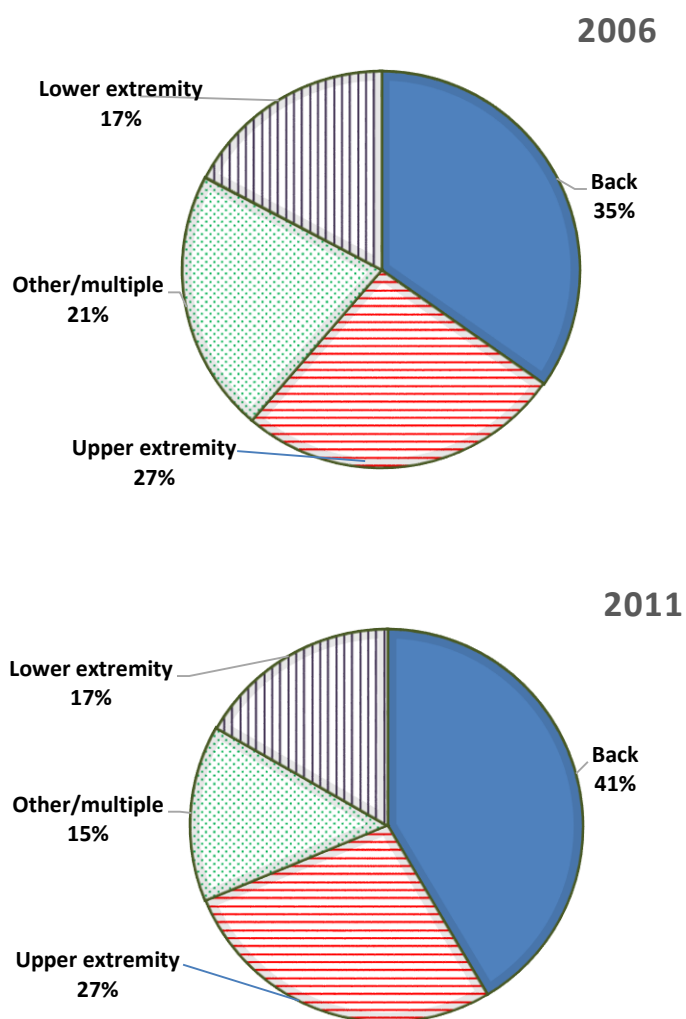 2006
Lower extremity
17%
Back
35%
Other/multiple
21%
Upper extremity
27%
2011
Lower extremity
17%
Back
41%
Other/multiple
15%
Upper extremity
27%